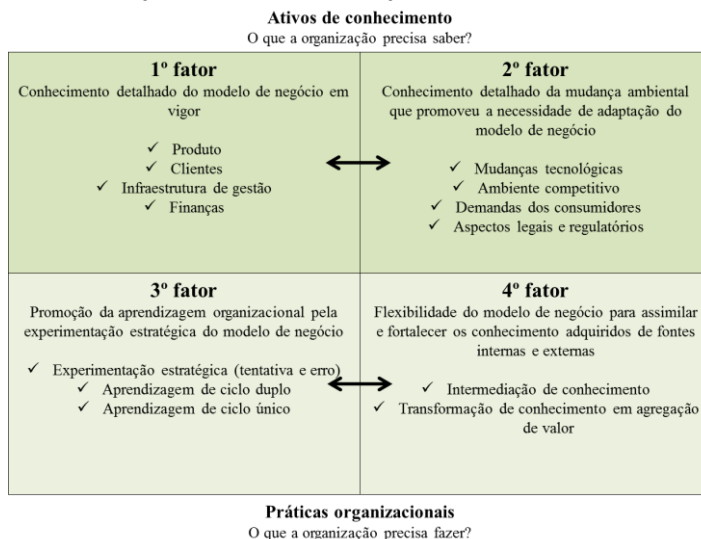 Ativos de conhecimento
O que a organização precisa saber?
1º fator
Conhecimento detalhado do modelo de negócio em
vigor
✓ Produto
✓ Clientes
✓ Infraestrutura de gestão
✓ Finanças
2º fator
Conhecimento detalhado da mudança ambiental
que promoveu a necessidade de adaptação do
modelo de negócio
✓ Mudanças tecnológicas
✓ Ambiente competitivo
✓ Demandas dos consumidores
✓ Aspectos legais e regulatórios
3º fator
Promoção da aprendizagem organizacional pela
experimentação estratégica do modelo de negócio
✓ Experimentação estratégica (tentativa e erro)
✓ Aprendizagem de ciclo duplo
✓ Aprendizagem de ciclo único
4º fator
Flexibilidade do modelo de negócio para assimilar
e fortalecer os conhecimento adquiridos de fontes
internas e externas
✓ Intermediação de conhecimento
✓ Transformação de conhecimento em agregação
de valor
Práticas organizacionais
O que a organização precisa fazer?